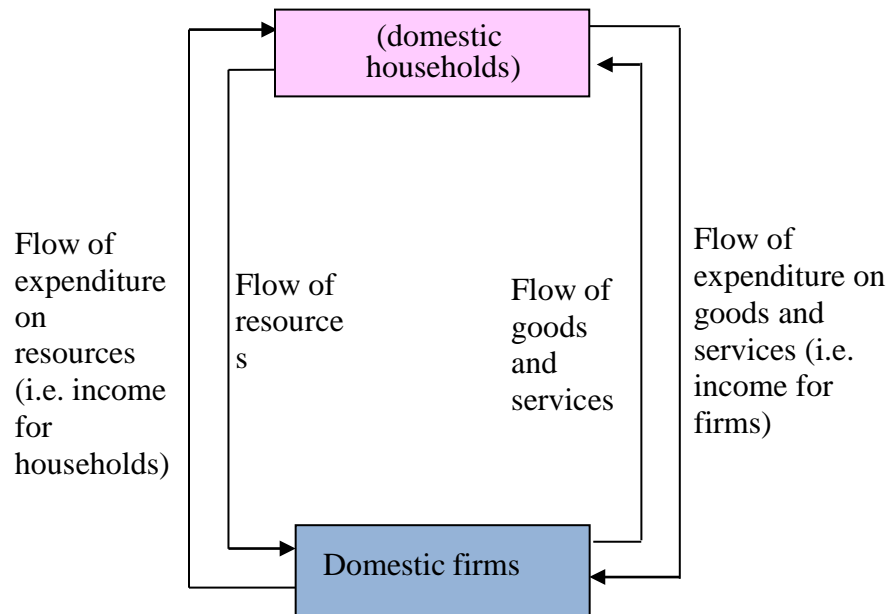 (domestic
households)
Flow of
expenditure
on
resources
(i.e. income
for
households)
Flow of
resource
s
Flow of
goods
and
services
Flow of
expenditure on
goods and
services (i.e.
income for
firms)
Domestic firms